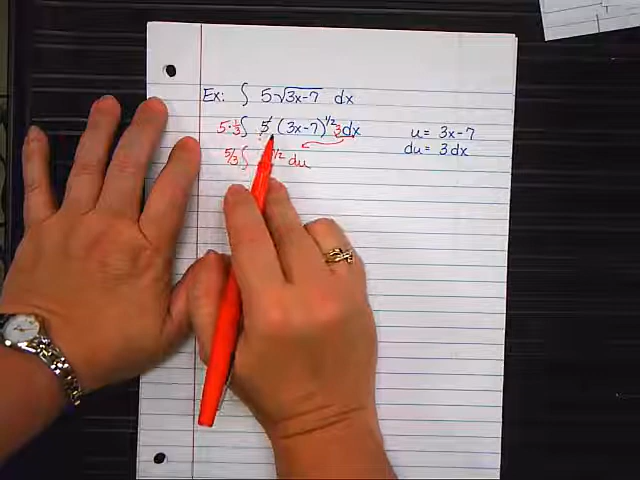 Ex: ∫ 5√3x-7 dx
5·1/3 ∫ 5 (3x-7)^1/2 3dx u = 3x-7
5/3 ∫ 1/2 du du = 3dx